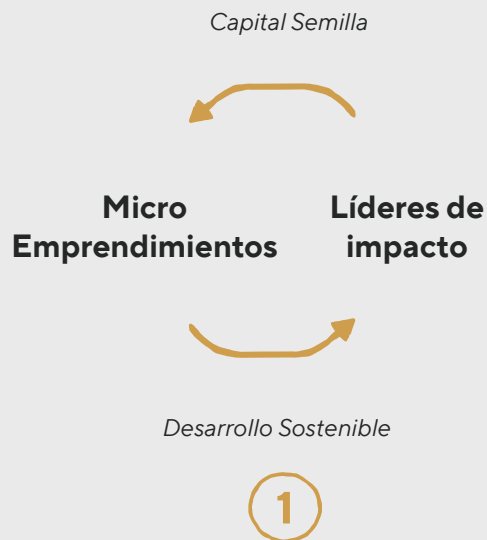 Capital Semilla
Micro
Emprendimientos
Líderes de
impacto
Desarrollo Sostenible
1